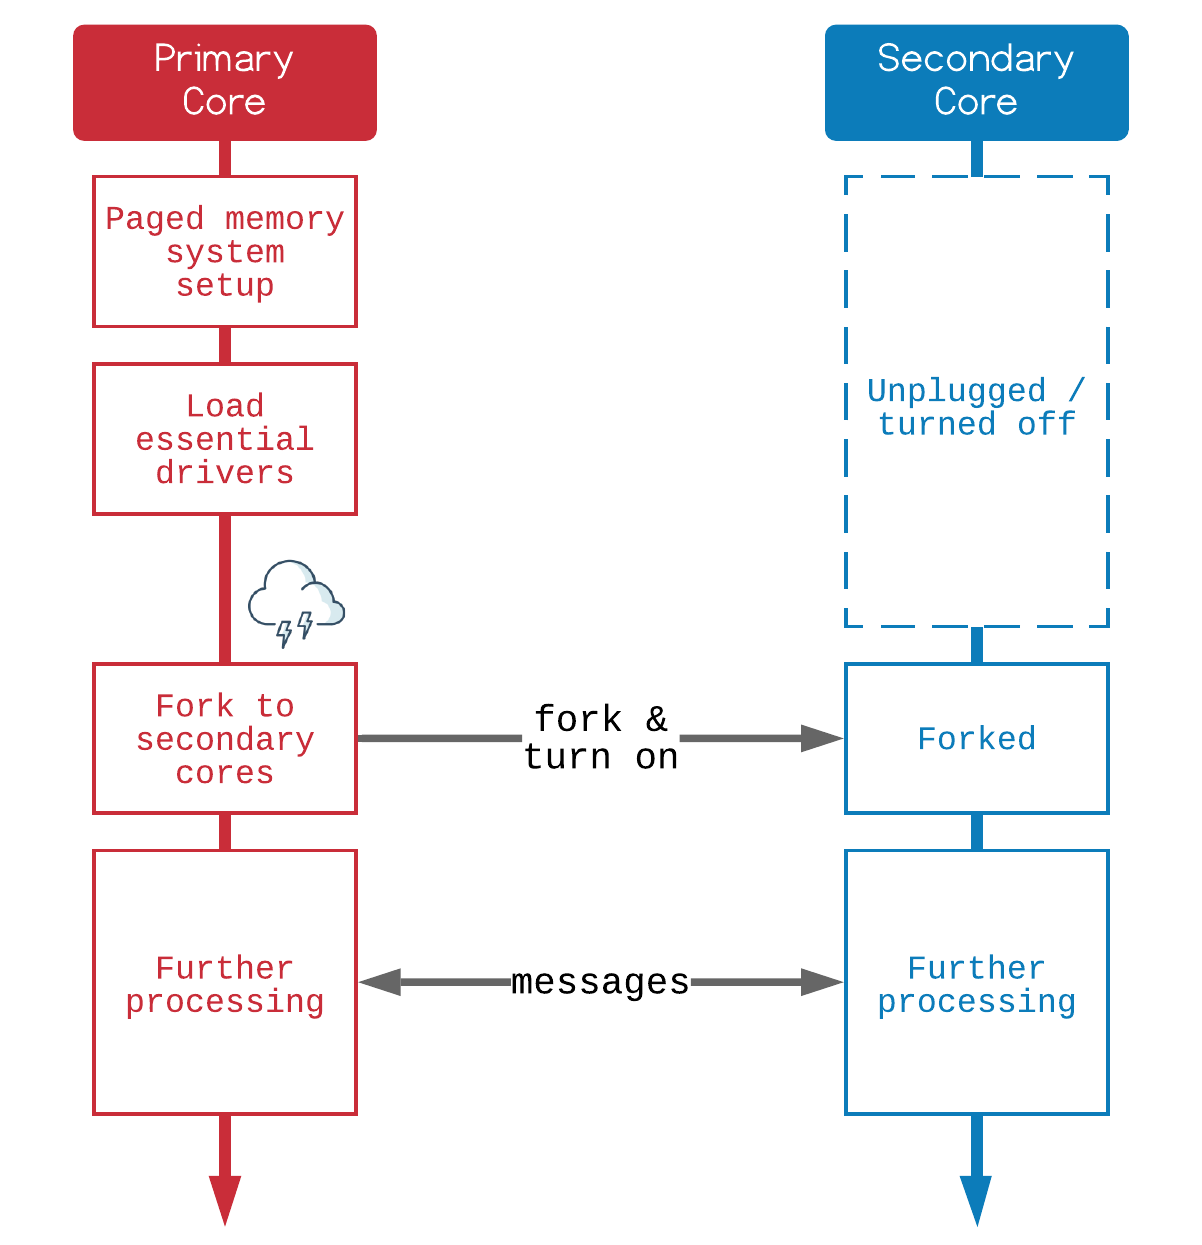 Primary
Core
Secondary
Core
Paged memory
system
setup
Load
essential
drivers
Unplugged /
turned off
Fork to
secondary
cores
fork &
turn on
Forked
Further
processing
messages
Further
processing